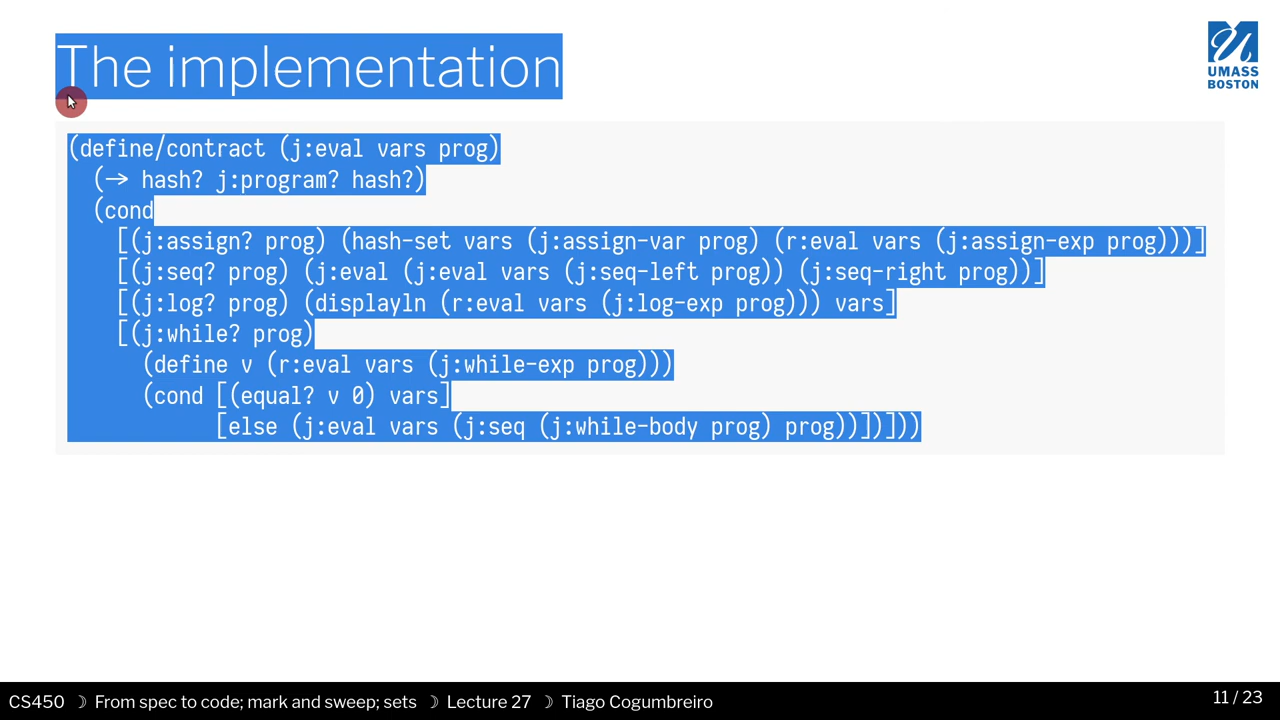 The implementation
UMASS
BOSTON
(define/contract (j:eval vars prog)
  (→ hash? j:program? hash?)
  (cond
    [(j:assign? prog) (hash-set vars (j:assign-var prog) (r:eval vars (j:assign-exp prog)))]
    [(j:seq? prog) (j:eval (j:eval vars (j:seq-left prog)) (j:seq-right prog))]
    [(j:log? prog) (displayln (r:eval vars (j:log-exp prog))) vars]
    [(j:while? prog)
      (define v (r:eval vars (j:while-exp prog)))
      (cond [(equal? v 0) vars]
            [else (j:eval vars (j:seq (j:while-body prog) prog))])]))
CS450 ☽ From spec to code; mark and sweep; sets ☽ Lecture 27 ☽ Tiago Cogumbreiro
11 / 23